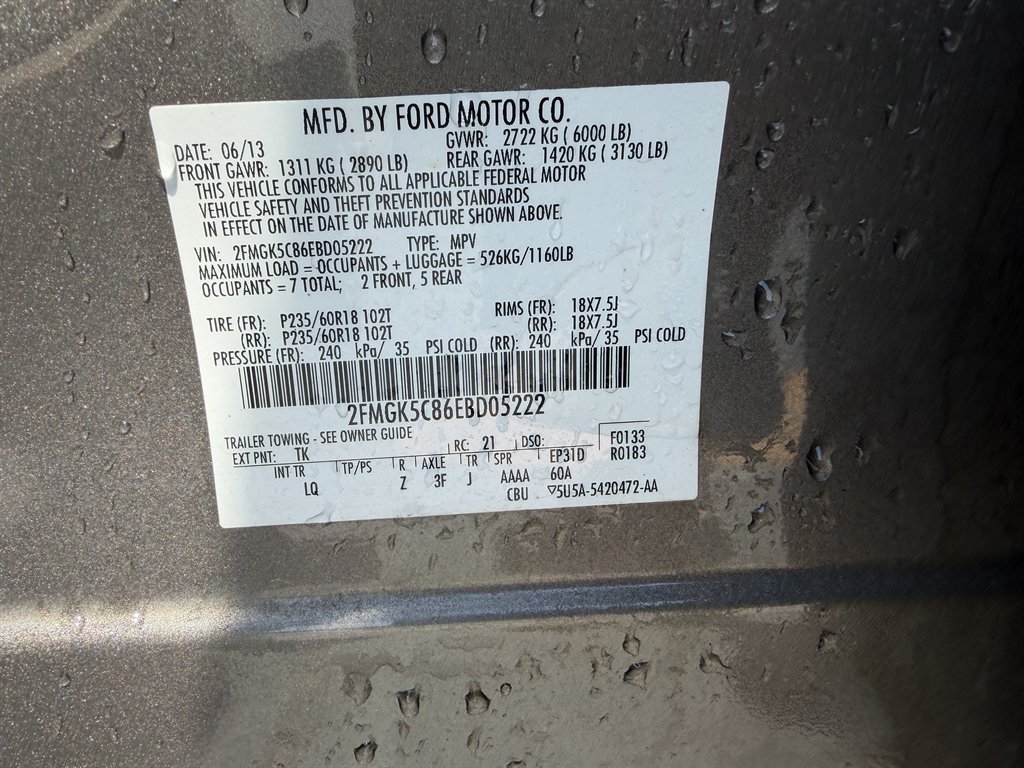 MFD. BY FORD MOTOR CO.
DATE: 06/13 GVWR: 2722 KG ( 6000 LB)
FRONT GAWR: 1311 KG ( 2890 LB) REAR GAWR: 1420 KG ( 3130 LB)
THIS VEHICLE CONFORMS TO ALL APPLICABLE FEDERAL MOTOR
VEHICLE SAFETY AND THEFT PREVENTION STANDARDS
IN EFFECT ON THE DATE OF MANUFACTURE SHOWN ABOVE.
VIN: 2FMGK5C86EBD05222 TYPE: MPV
MAXIMUM LOAD = OCCUPANTS + LUGGAGE = 526KG/1160LB
OCCUPANTS = 7 TOTAL; 2 FRONT, 5 REAR
TIRE (FR): P235/60R18 102T RIMS (FR): 18X7.5J
(RR): P235/60R18 102T (RR): 18X7.5J
PRESSURE (FR): 240 kPa/ 35 PSI COLD (RR): 240 kPa/ 35 PSI COLD
2FMGK5C86EBD05222
TRAILER TOWING - SEE OWNER GUIDE F0133
EXT PNT: TK RC: 21 DSO: R0183
INT TR TP/PS R AXLE TR SPR EP31D
LQ Z 3F J AAAA 60A
CBU ▽5U5A-5420472-AA